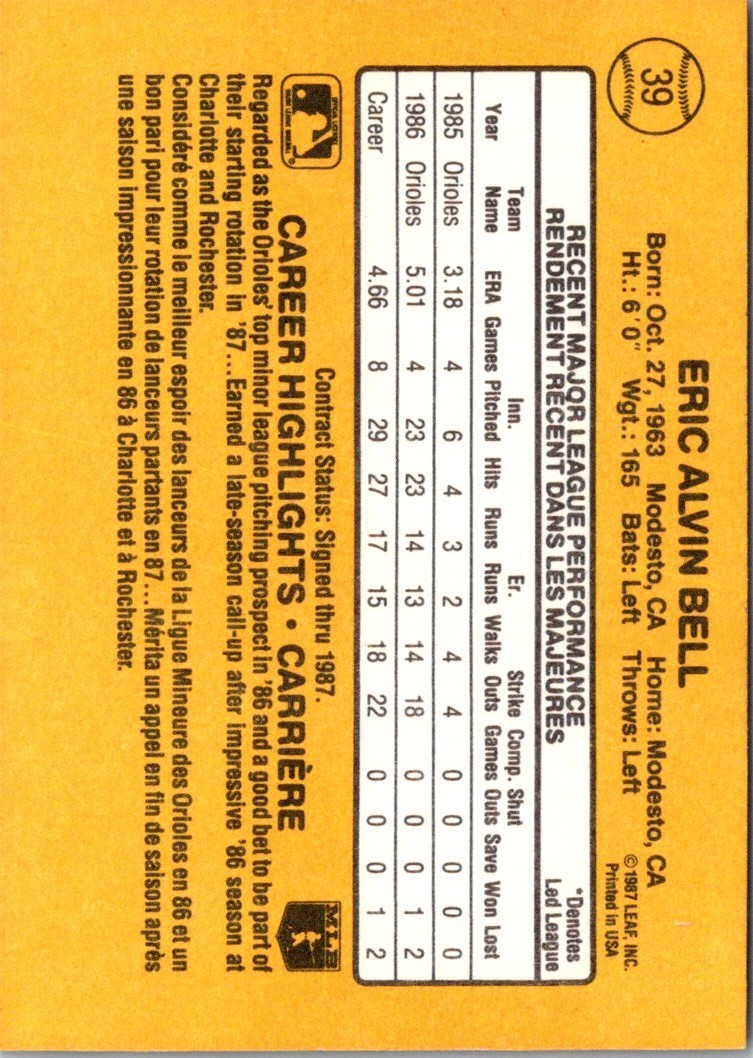 39
ERIC ALVIN BELL
Born: Oct. 27, 1963 Modesto, CA Home: Modesto, CA
Ht.: 6'0" Wgt.: 165 Bats: Left Throws: Left
©1987 LEAF, INC.
Printed in USA
RECENT MAJOR LEAGUE PERFORMANCE
RENDEMENT RÉCENT DANS LES MAJEURES
*Denotes
Led League
Team Inn. Er. Strike Comp. Shut
Year Name ERA Games Pitched Hits Runs Runs Walks Outs Games Outs Save Won Lost
1985 Orioles 3.18 4 6 4 3 2 4 4 0 0 0 0 0
1986 Orioles 5.01 4 23 23 14 13 14 18 0 0 0 1 2
Career 4.66 8 29 27 17 15 18 22 0 0 0 1 2
Contract Status: Signed thru 1987.
CAREER HIGHLIGHTS • CARRIÈRE
MLB
Regarded as the Orioles' top minor league pitching prospect in '86 and a good bet to be part of
their starting rotation in '87... Earned a late-season call-up after impressive '86 season at
Charlotte and Rochester.
Considéré comme le meilleur espoir des lanceurs de la Ligue Mineure des Orioles en 86 et un
bon pari pour leur rotation de lanceurs partants en 87... Mérita un appel en fin de saison après
une saison impressionnante en 86 à Charlotte et à Rochester.